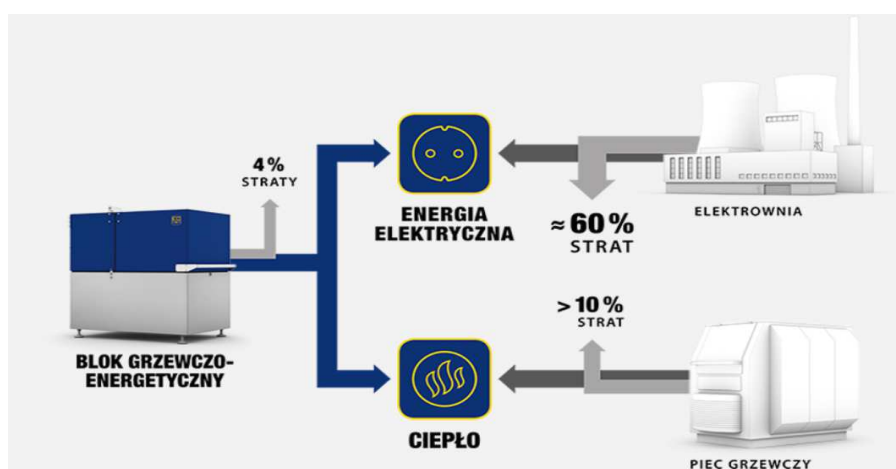 4%
STRATY
BLOK GRZEWCZO-
ENERGETYCZNY
ENERGIA
ELEKTRYCZNA
≈ 60%
STRAT
ELEKTROWNIA
> 10%
STRAT
CIEPŁO
PIEC GRZEWCZY